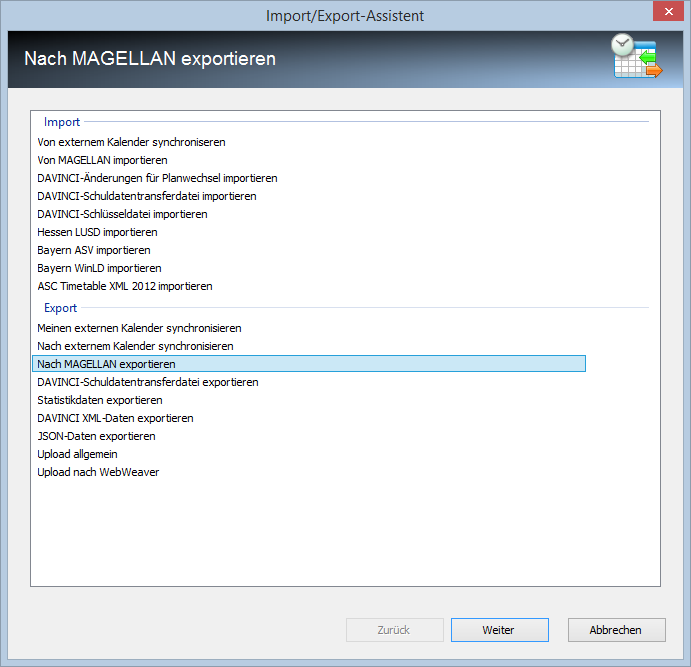 Import/Export-Assistent
Nach MAGELLAN exportieren
Import
Von externem Kalender synchroniseren
Von MAGELLAN importieren
DAVINCI-Änderungen für Planwechsel importieren
DAVINCI-Schuldatentransferdatei importieren
DAVINCI-Schlüsseldatei importieren
Hessen LUSD importieren
Bayern ASV importieren
Bayern WinLD importieren
ASC Timetable XML 2012 importieren
Export
Meinen externen Kalender synchronisieren
Nach externem Kalender synchronisieren
Nach MAGELLAN exportieren
DAVINCI-Schuldatentransferdatei exportieren
Statistikdaten exportieren
DAVINCI XML-Daten exportieren
JSON-Daten exportieren
Upload allgemein
Upload nach WebWeaver
Zurück Weiter Abbrechen